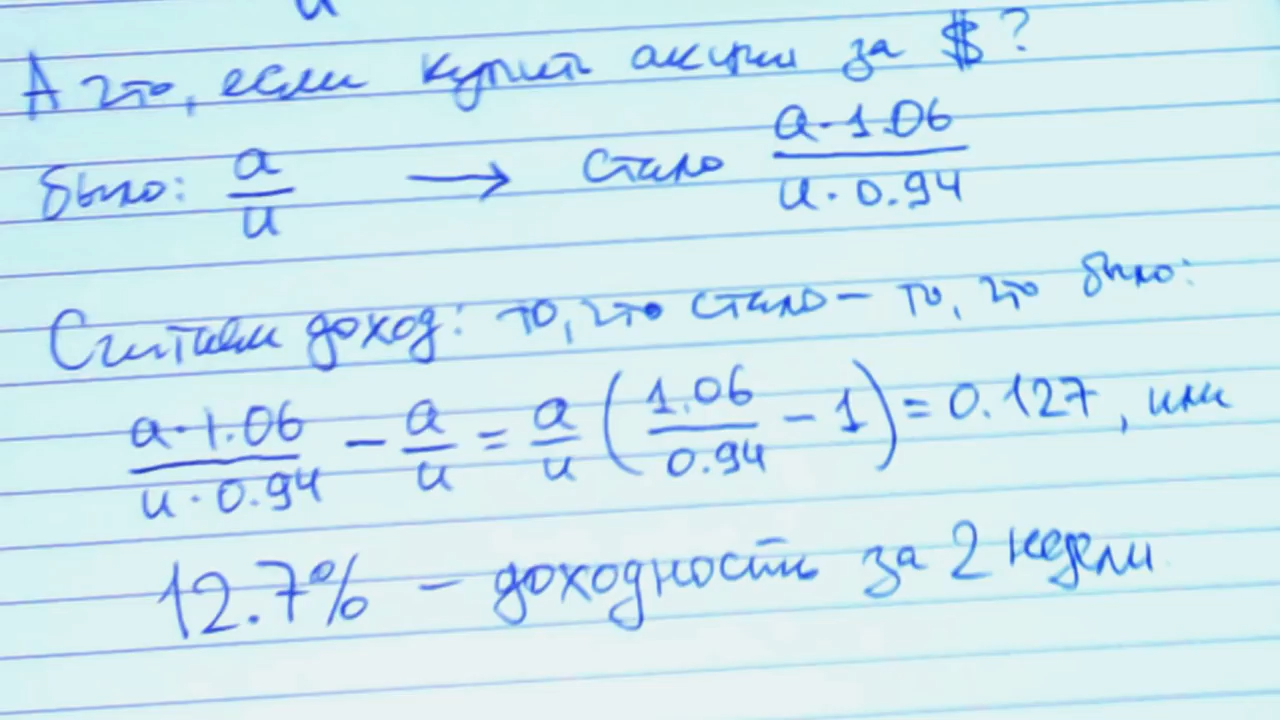 А что, если купить акции за $?
было: a/u → стало a·1.06/u·0.94
Считаем доход: то, что стало – то, что было:
a·1.06/u·0.94 – a/u = a/u (1.06/0.94 – 1) = 0.127, или
12.7% – доходность за 2 недели